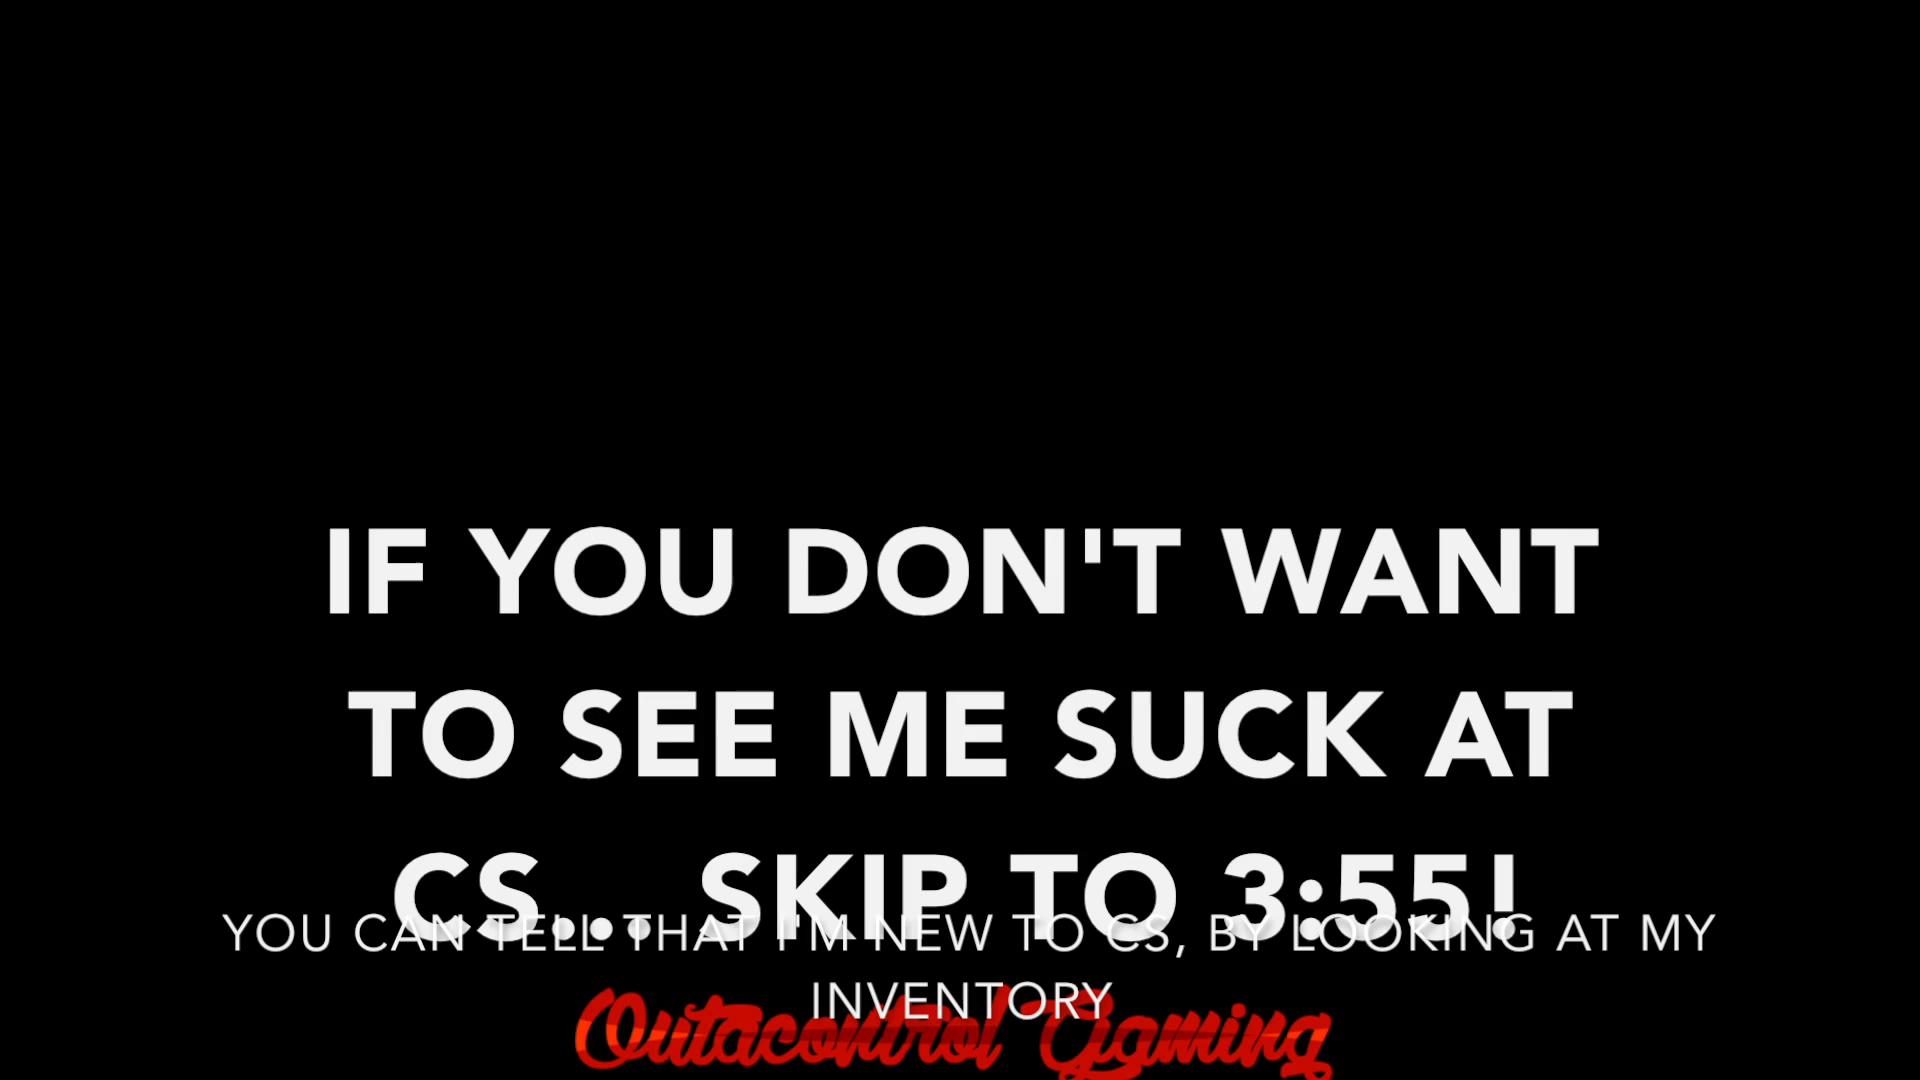 IF YOU DON'T WANT
TO SEE ME SUCK AT
CS... SKIP TO 3:55!
YOU CAN TELL THAT I'M NEW TO CS, BY LOOKING AT MY
INVENTORY
Outacontrol Gaming